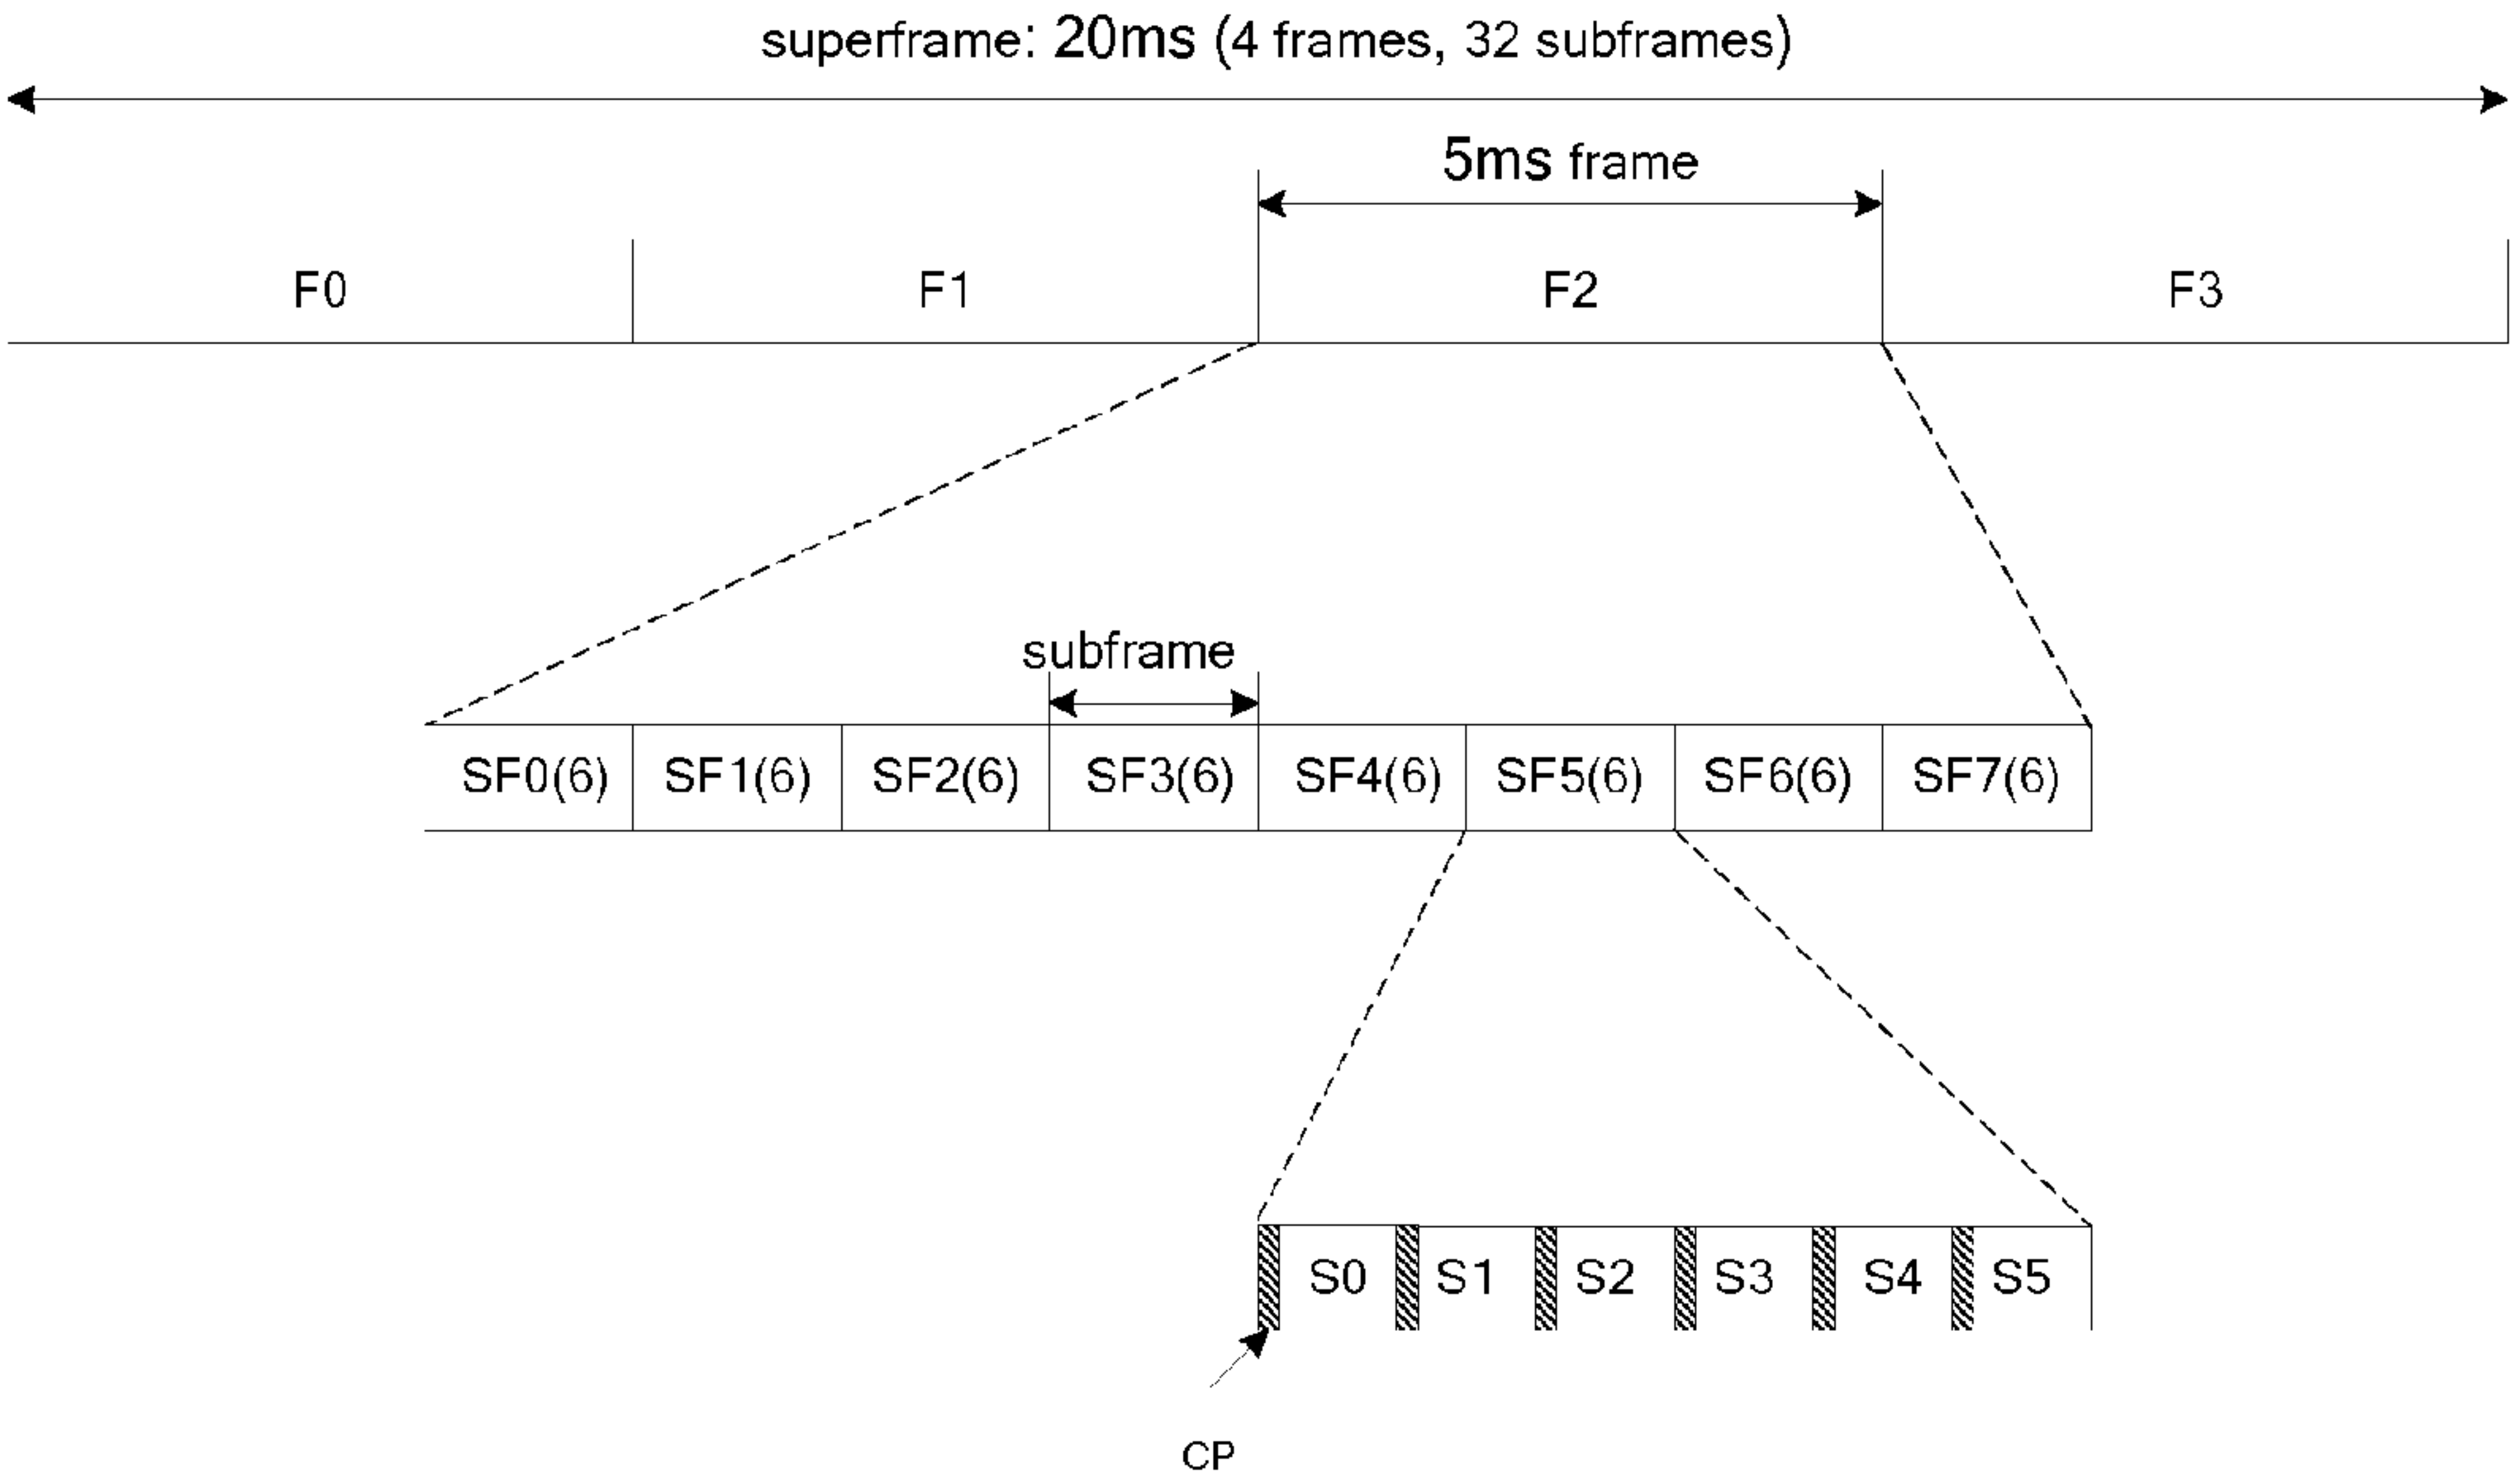 superframe: 20ms (4 frames, 32 subframes)
5ms frame
F0 F1 F2 F3
subframe
SF0(6) SF1(6) SF2(6) SF3(6) SF4(6) SF5(6) SF6(6) SF7(6)
S0 S1 S2 S3 S4 S5
CP